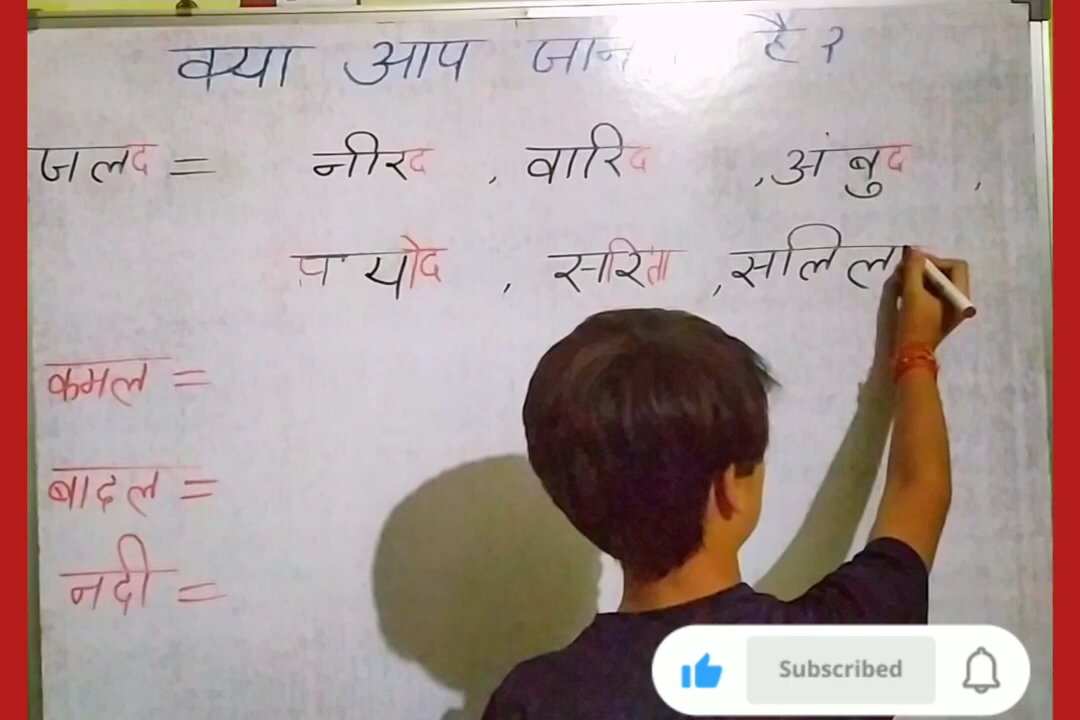 क्या आप है ?
जलद = नीरद , वारिद , अंबुद ,
पयोद , सरिता , सलिल
कमल =
बादल =
नदी =
Subscribed